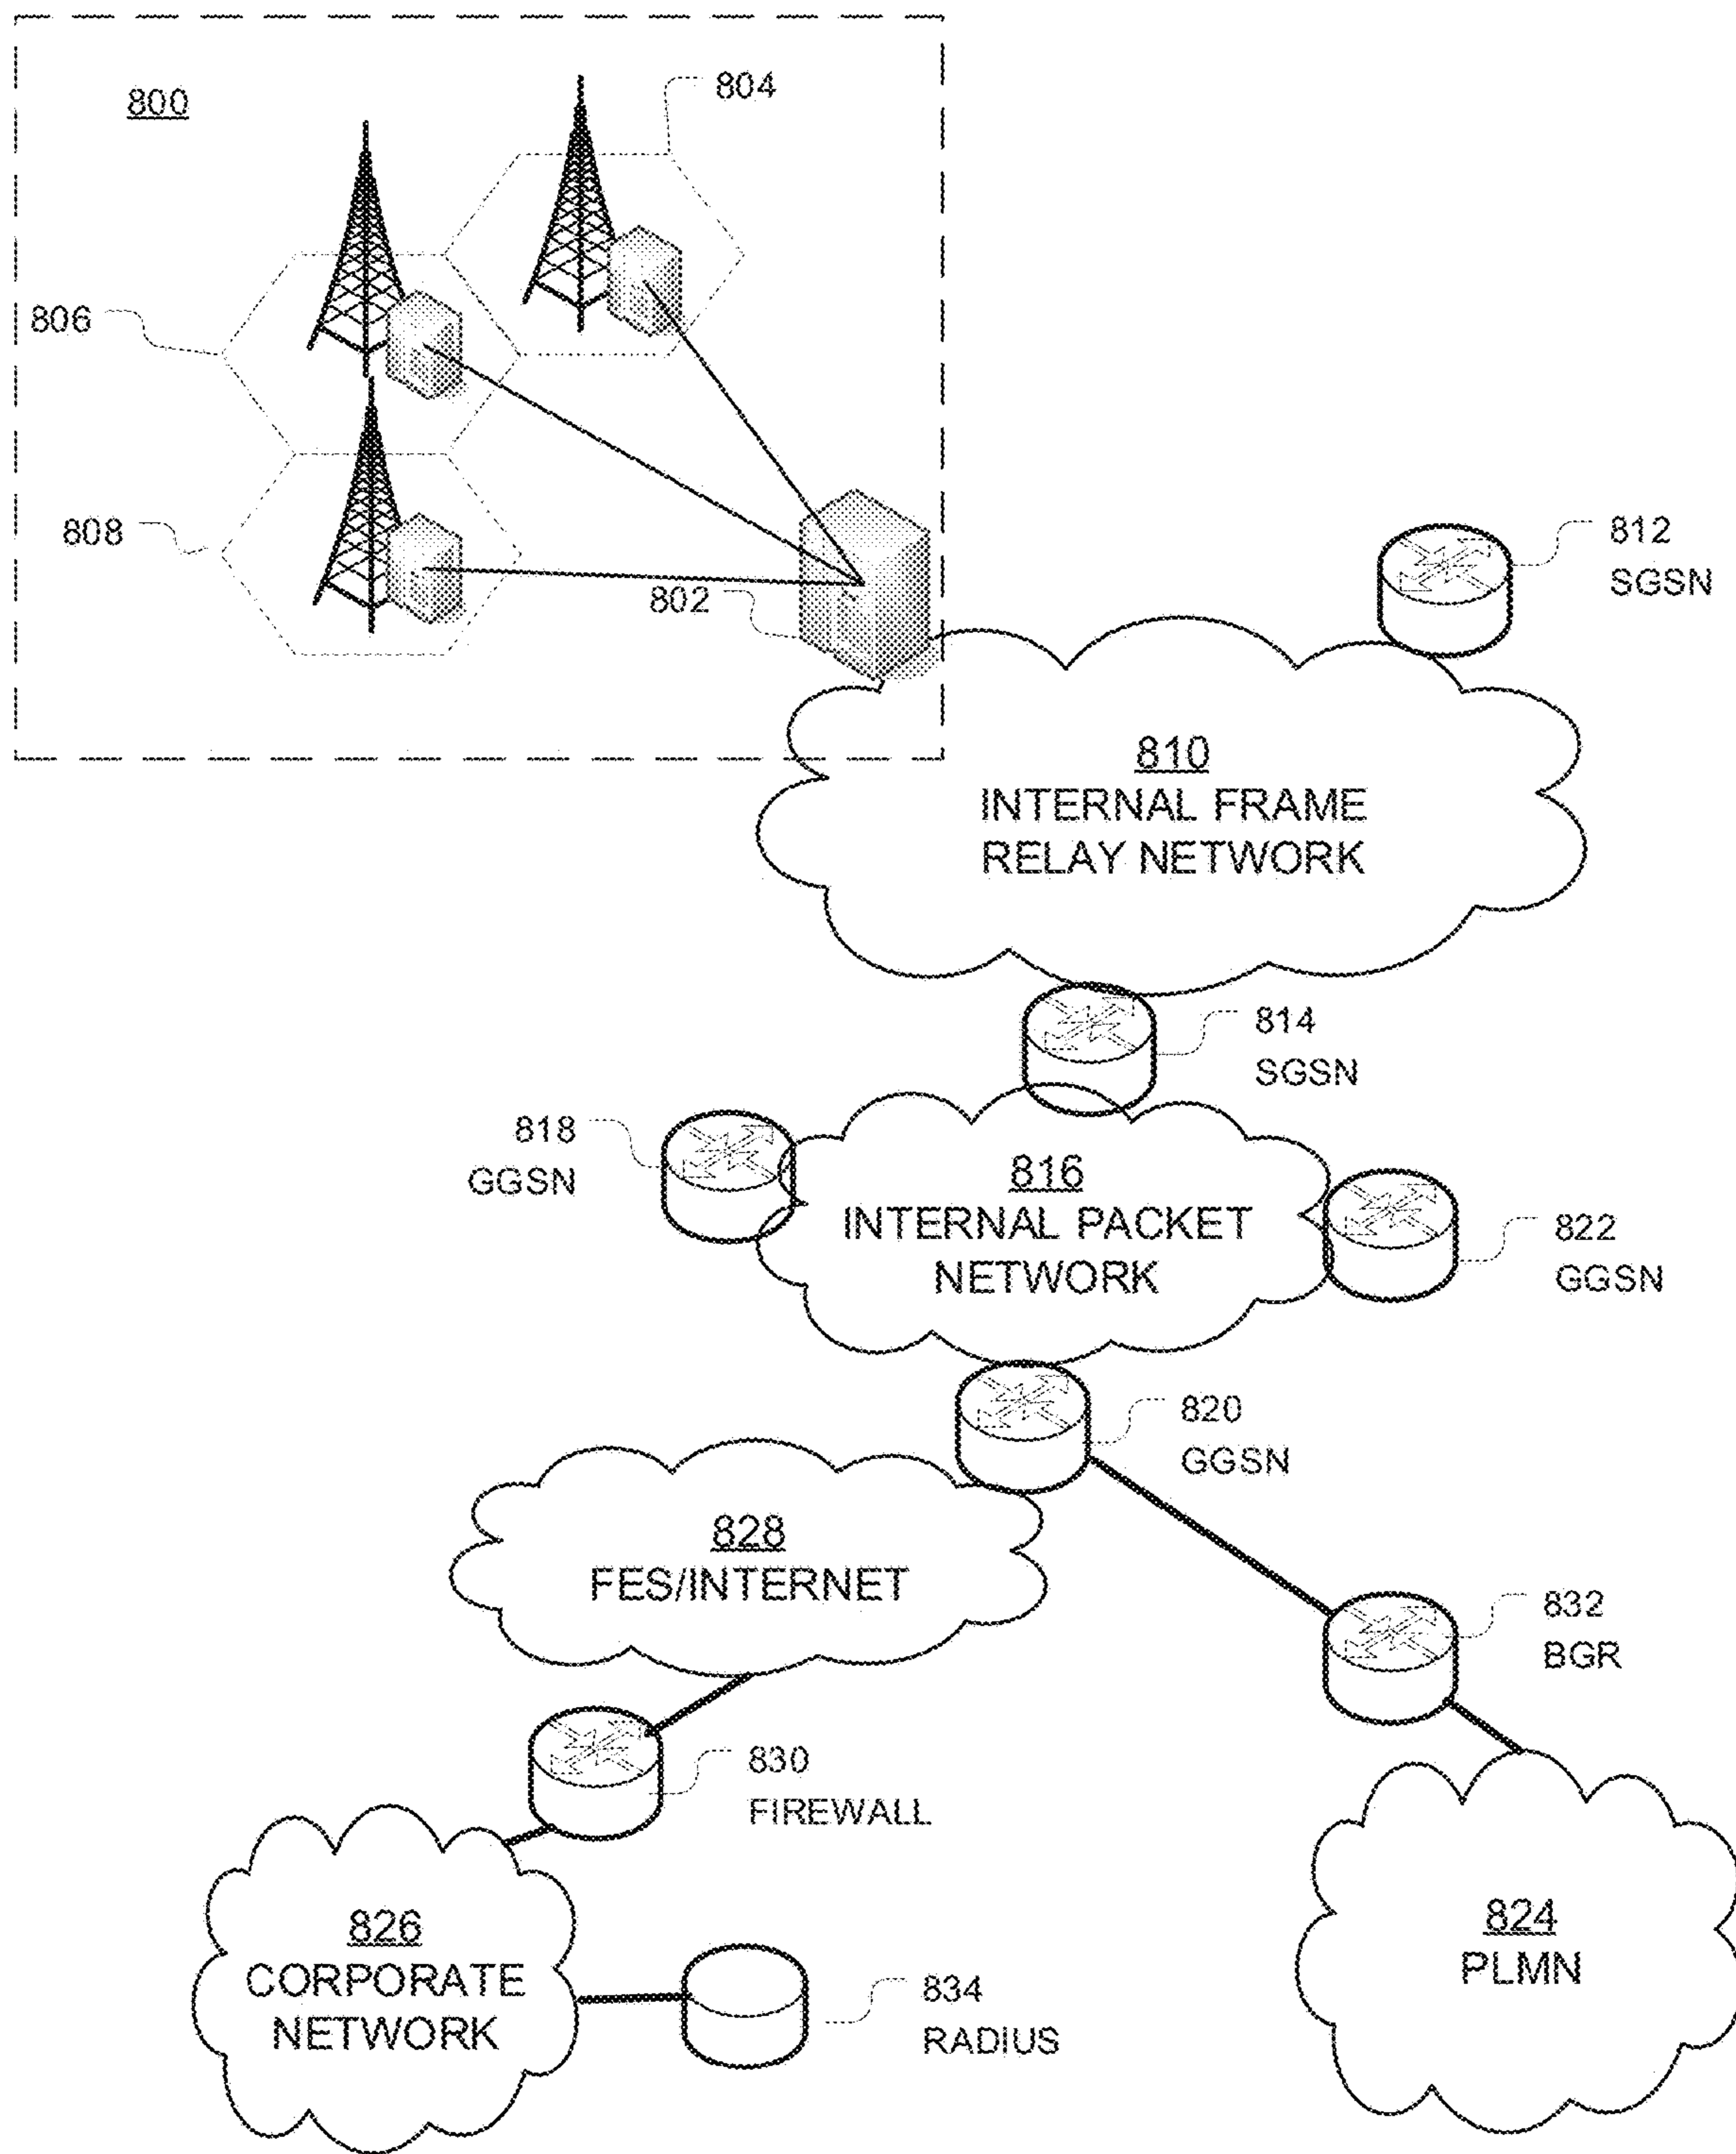 800
804
806
808
802
812
SGSN
810
INTERNAL FRAME
RELAY NETWORK
814
SGSN
818
GGSN
816
INTERNAL PACKET
NETWORK
822
GGSN
820
GGSN
828
FES/INTERNET
832
BGR
830
FIREWALL
826
CORPORATE
NETWORK
834
RADIUS
824
PLMN